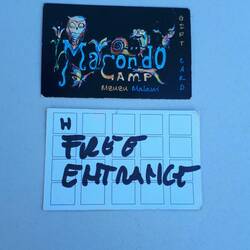 Macondo
CAMP
Mzuzu Malawi
GIFT CARD
H
FREE
ENTRANCE